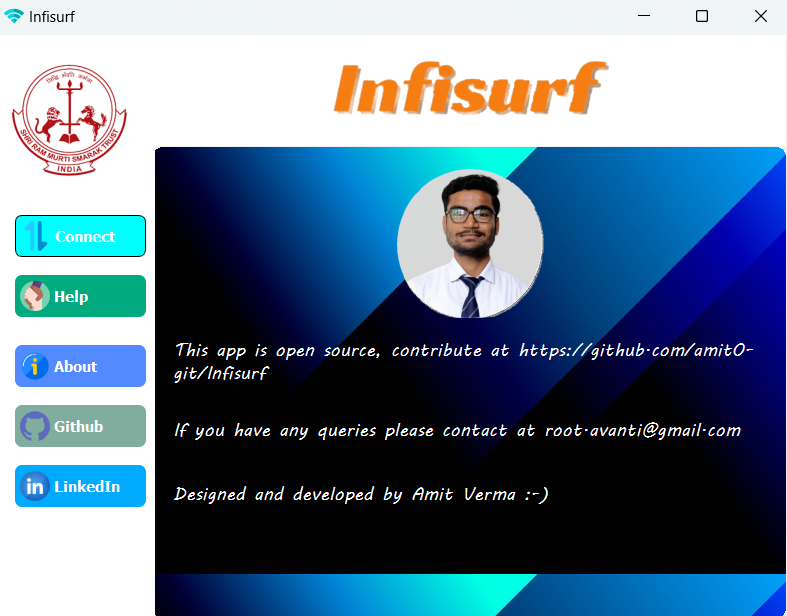 Infisurf
Infisurf
SHRI RAM MURTI SMARAK TRUST
INDIA
Connect
Help
About
Github
LinkedIn
This app is open source, contribute at https://github.com/amit0-
git/Infisurf
If you have any queries please contact at root.avanti@gmail.com
Designed and developed by Amit Verma :-)